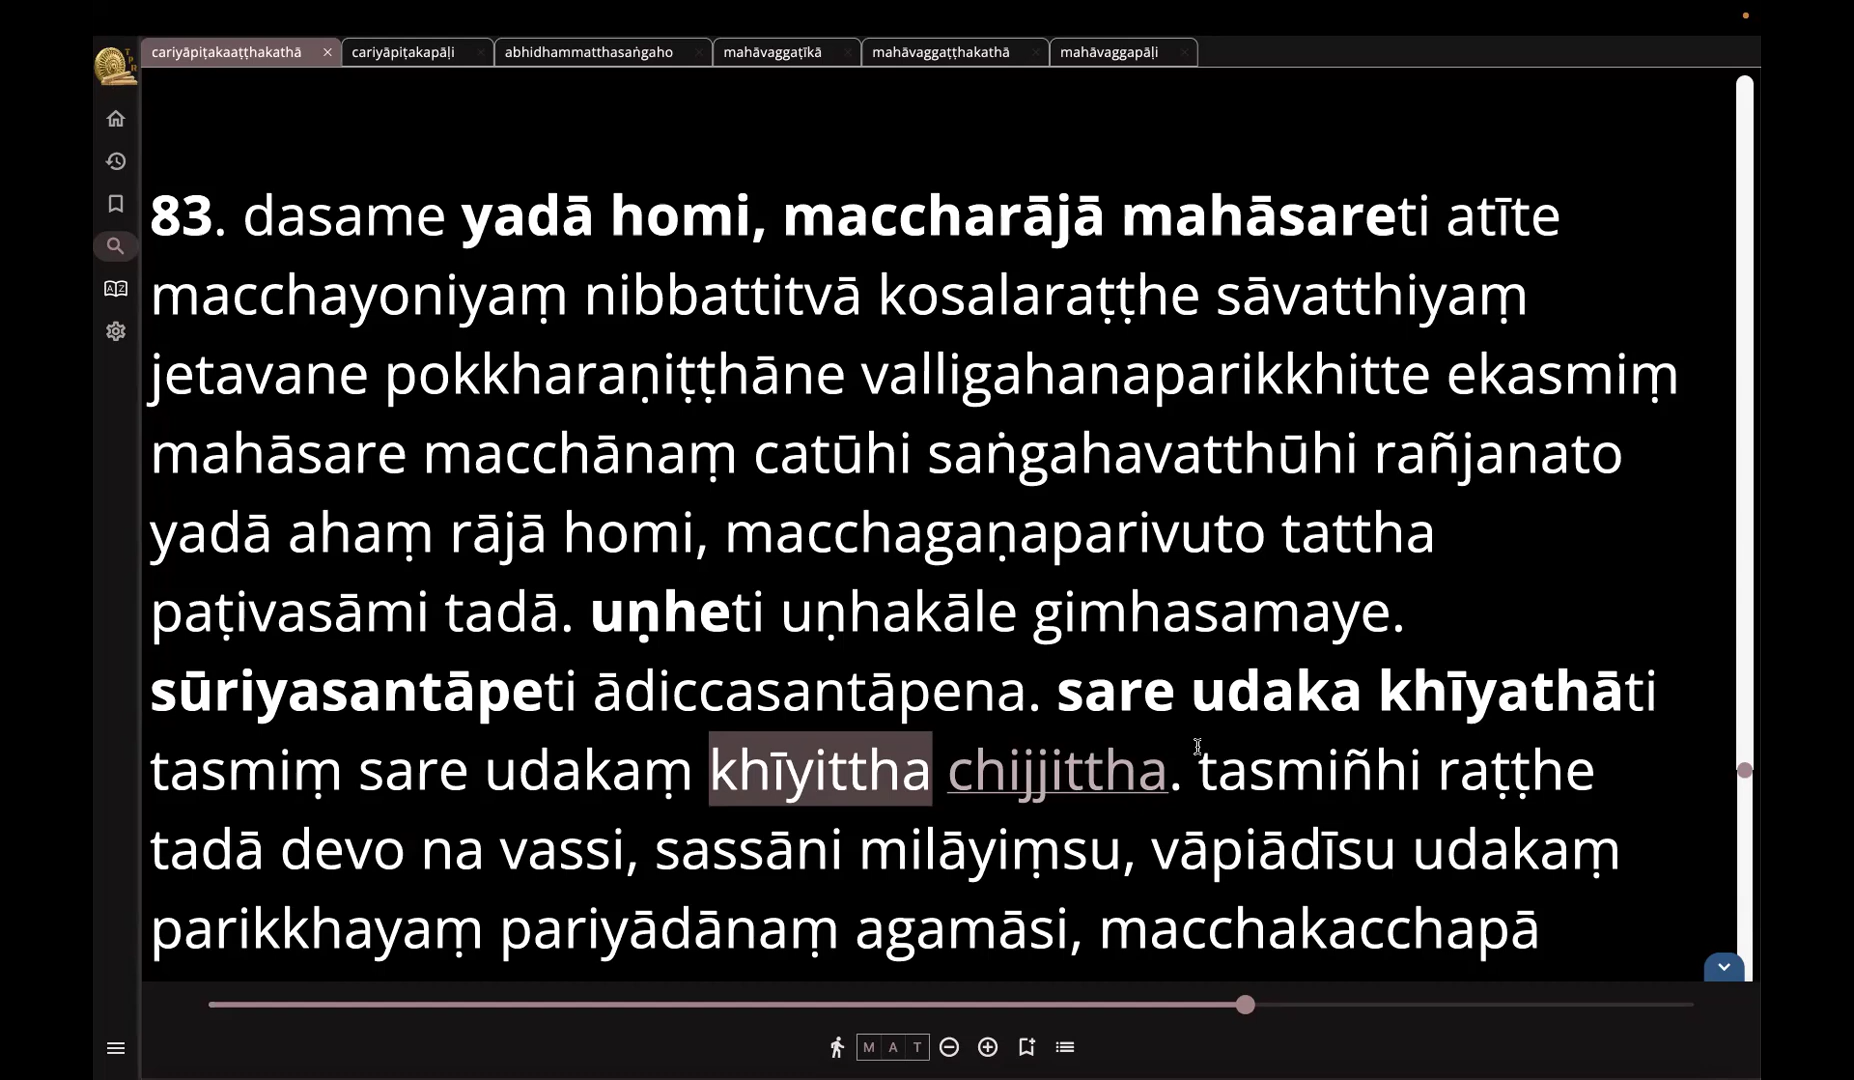 cariyāpiṭakaaṭṭhakathā × cariyāpiṭakapāḷi × abhidhammatthasaṅgaho × mahāvaggaṭīkā × mahāvaggaṭṭhakathā × mahāvaggapāḷi ×
T
P
R
83. dasame yadā homi, maccharājā mahāsareti atīte
macchayoniyaṃ nibbattitvā kosalaraṭṭhe sāvatthiyaṃ
jetavane pokkharaṇiṭṭhāne valligahanaparikkhitte ekasmiṃ
mahāsare macchānaṃ catūhi saṅgahavatthūhi rañjanato
yadā ahaṃ rājā homi, macchagaṇaparivuto tattha
paṭivasāmi tadā. uṇheti uṇhakāle gimhasamaye.
sūriyasantāpeti ādiccasantāpena. sare udaka khīyathāti
tasmiṃ sare udakaṃ khīyittha chijjittha. tasmiñhi raṭṭhe
tadā devo na vassi, sassāni milāyiṃsu, vāpiādīsu udakaṃ
parikkhayaṃ pariyādānaṃ agamāsi, macchakacchapā
M A T